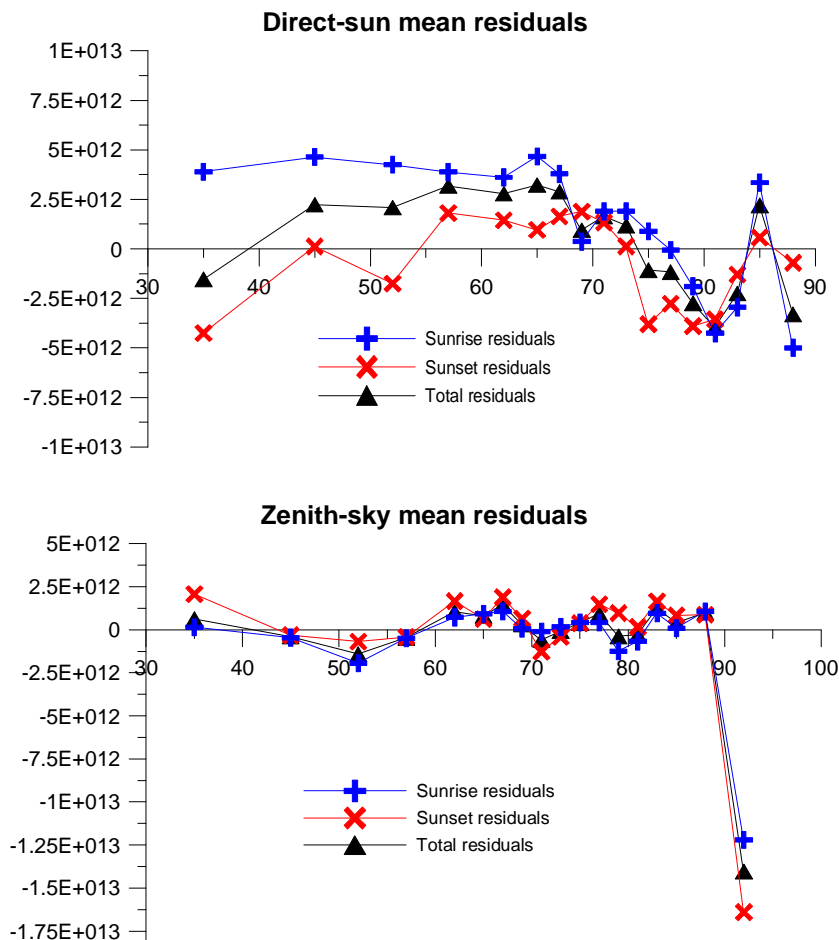 Direct-sun mean residuals
1E+013
7.5E+012
5E+012
2.5E+012
0
-2.5E+012
-5E+012
-7.5E+012
-1E+013
30 40 50 60 70 80 90
Sunrise residuals
Sunset residuals
Total residuals
Zenith-sky mean residuals
5E+012
2.5E+012
0
-2.5E+012
-5E+012
-7.5E+012
-1E+013
-1.25E+013
-1.5E+013
-1.75E+013
30 40 50 60 70 80 90 100
Sunrise residuals
Sunset residuals
Total residuals